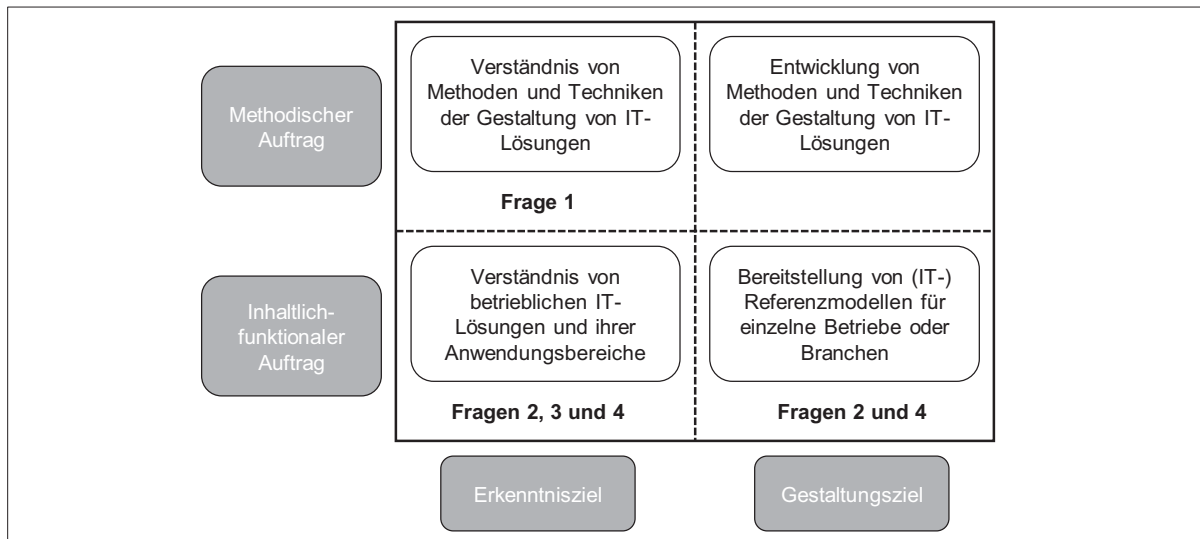 Methodischer
Auftrag
Verständnis von
Methoden und Techniken
der Gestaltung von IT-
Lösungen
Frage 1
Entwicklung von
Methoden und Techniken
der Gestaltung von IT-
Lösungen
Inhaltlich-
funktionaler
Auftrag
Verständnis von
betrieblichen IT-
Lösungen und ihrer
Anwendungsbereiche
Fragen 2, 3 und 4
Bereitstellung von (IT-)
Referenzmodellen für
einzelne Betriebe oder
Branchen
Fragen 2 und 4
Erkenntnisziel
Gestaltungsziel